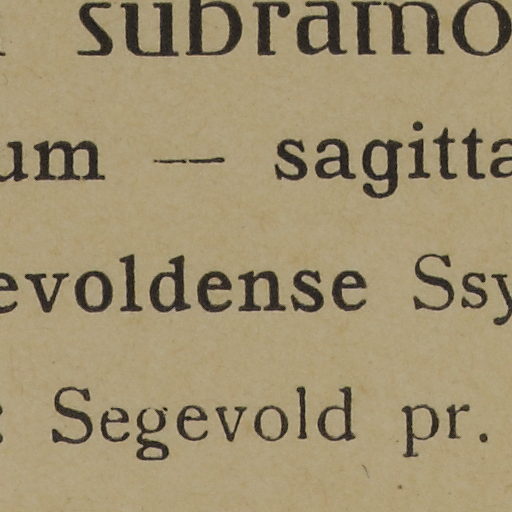 subramo
um — sagitta
evoldense Ssy
: Segevold pr.